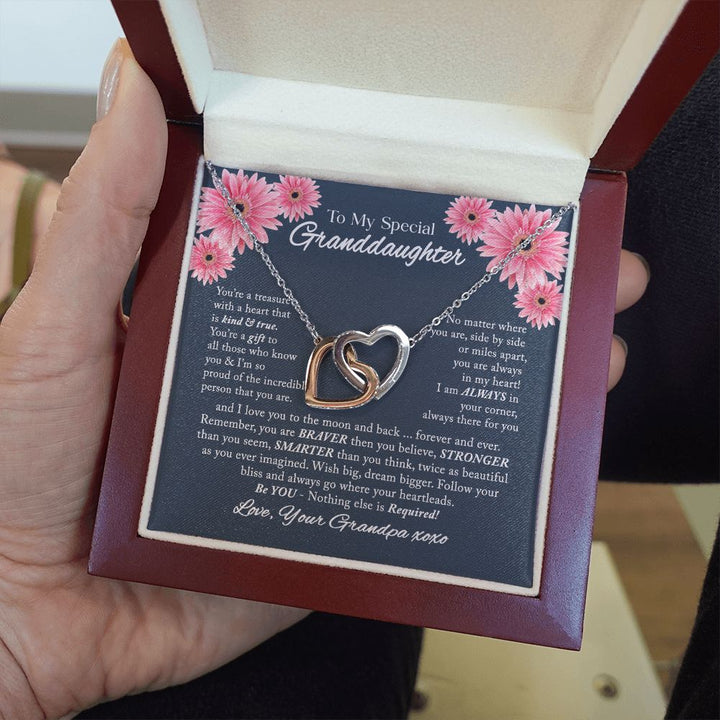 To My Special
Granddaughter
You're a treasure
with a heart that
is kind & true.
You're a gift to
all those who know
you & I'm so
proud of the incredibl
person that you are.
No matter where
you are, side by side
or miles apart,
you are always
in my heart!
I am ALWAYS in
your corner,
always there for you
and I love you to the moon and back ... forever and ever.
Remember, you are BRAVER then you believe, STRONGER
than you seem, SMARTER than you think, twice as beautiful
as you ever imagined. Wish big, dream bigger. Follow your
bliss and always go where your heartleads.
Be YOU - Nothing else is Required!
Love, Your Grandpa xoxo